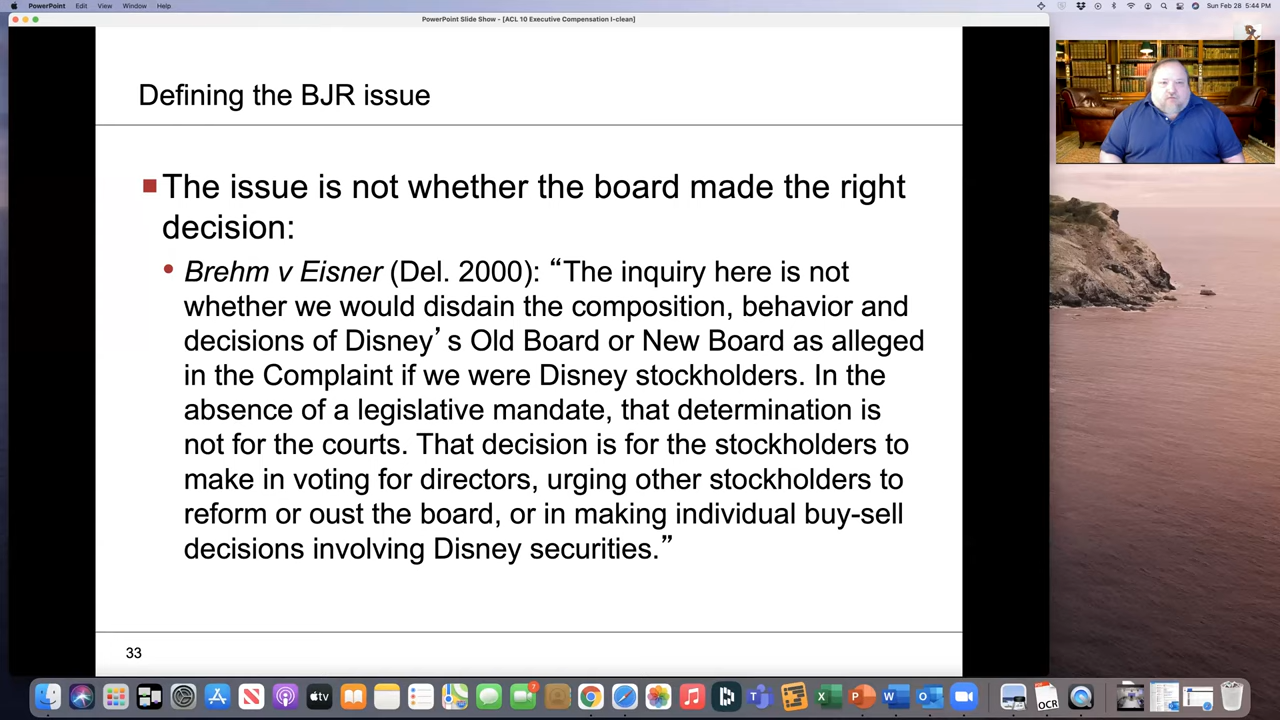 PowerPoint Edit View Window Help
Sun Feb 28 5:44 PM
PowerPoint Slide Show - [ACL 10 Executive Compensation I-clean]
Defining the BJR issue
The issue is not whether the board made the right
decision:
Brehm v Eisner (Del. 2000): “The inquiry here is not
whether we would disdain the composition, behavior and
decisions of Disney’ s Old Board or New Board as alleged
in the Complaint if we were Disney stockholders. In the
absence of a legislative mandate, that determination is
not for the courts. That decision is for the stockholders to
make in voting for directors, urging other stockholders to
reform or oust the board, or in making individual buy-sell
decisions involving Disney securities.”
33
tv
OCR